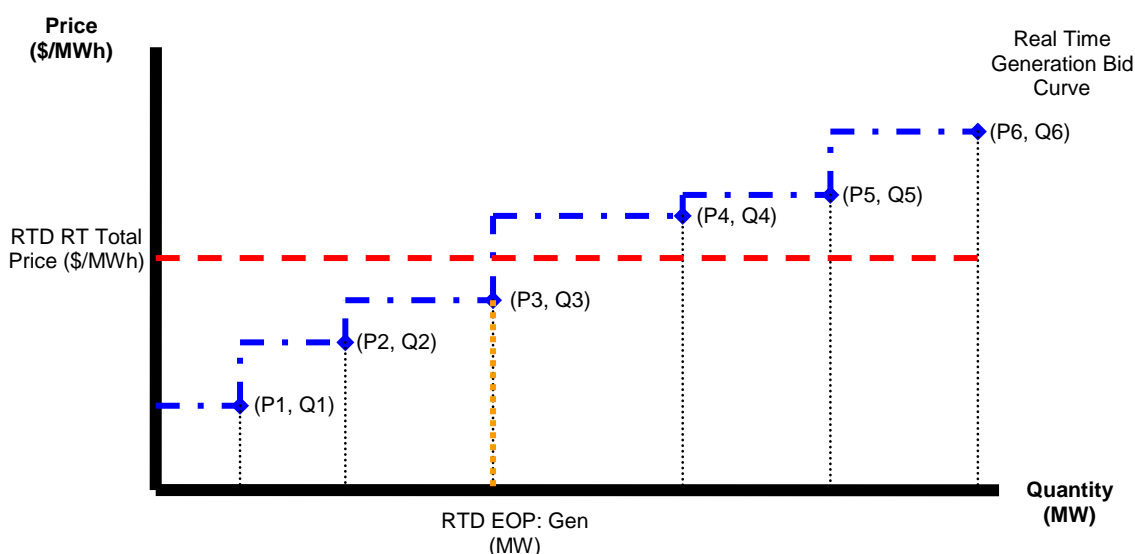 Price
($/MWh)
Real Time
Generation Bid
Curve
(P6, Q6)
(P5, Q5)
(P4, Q4)
RTD RT Total
Price ($/MWh)
(P3, Q3)
(P2, Q2)
(P1, Q1)
Quantity
(MW)
RTD EOP: Gen
(MW)